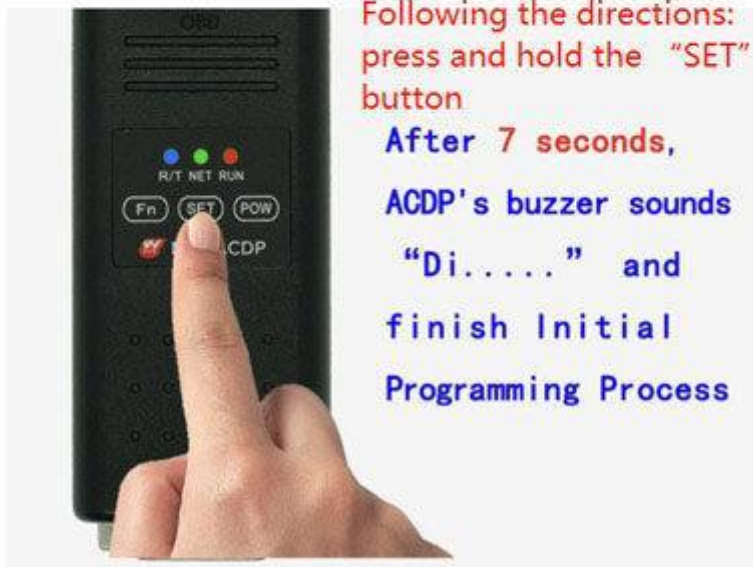 OBD
Following the directions:
press and hold the “SET”
button
After 7 seconds,
ACDP's buzzer sounds
“Di.....” and
finish Initial
Programming Process
R/T NET RUN
Fn SET POW
ACDP